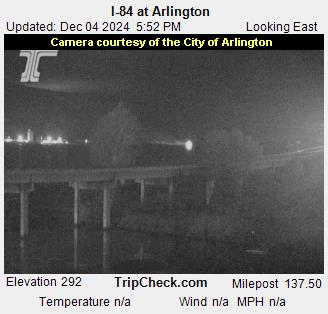 I-84 at Arlington
Updated: Dec 04 2024 5:52 PM Looking East
Camera courtesy of the City of Arlington
Elevation 292 TripCheck.com Milepost 137.50
Temperature n/a Wind n/a MPH n/a